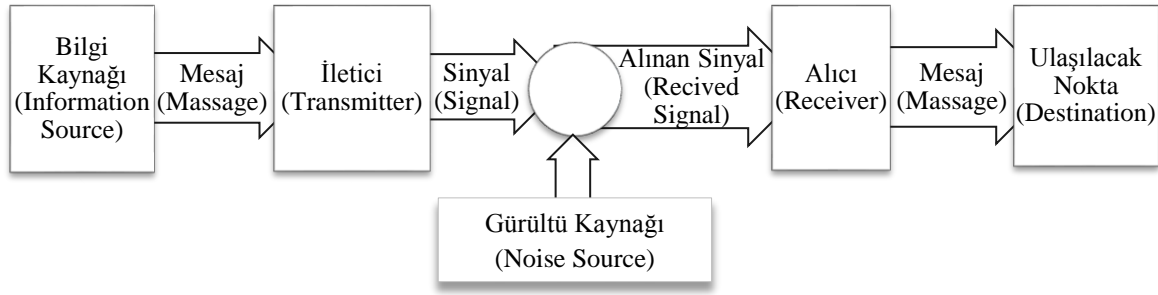 Bilgi
Kaynağı
(Information
Source)
Mesaj
(Massage)
İletici
(Transmitter)
Sinyal
(Signal)
Alınan Sinyal
(Recived
Signal)
Alıcı
(Receiver)
Mesaj
(Massage)
Ulaşılacak
Nokta
(Destination)
Gürültü Kaynağı
(Noise Source)